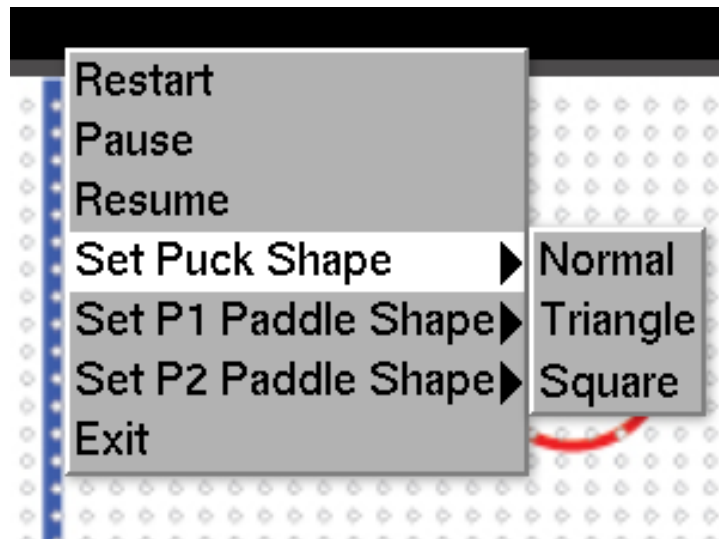 Restart
Pause
Resume
Set Puck Shape
Normal
Set P1 Paddle Shape
Triangle
Set P2 Paddle Shape
Square
Exit